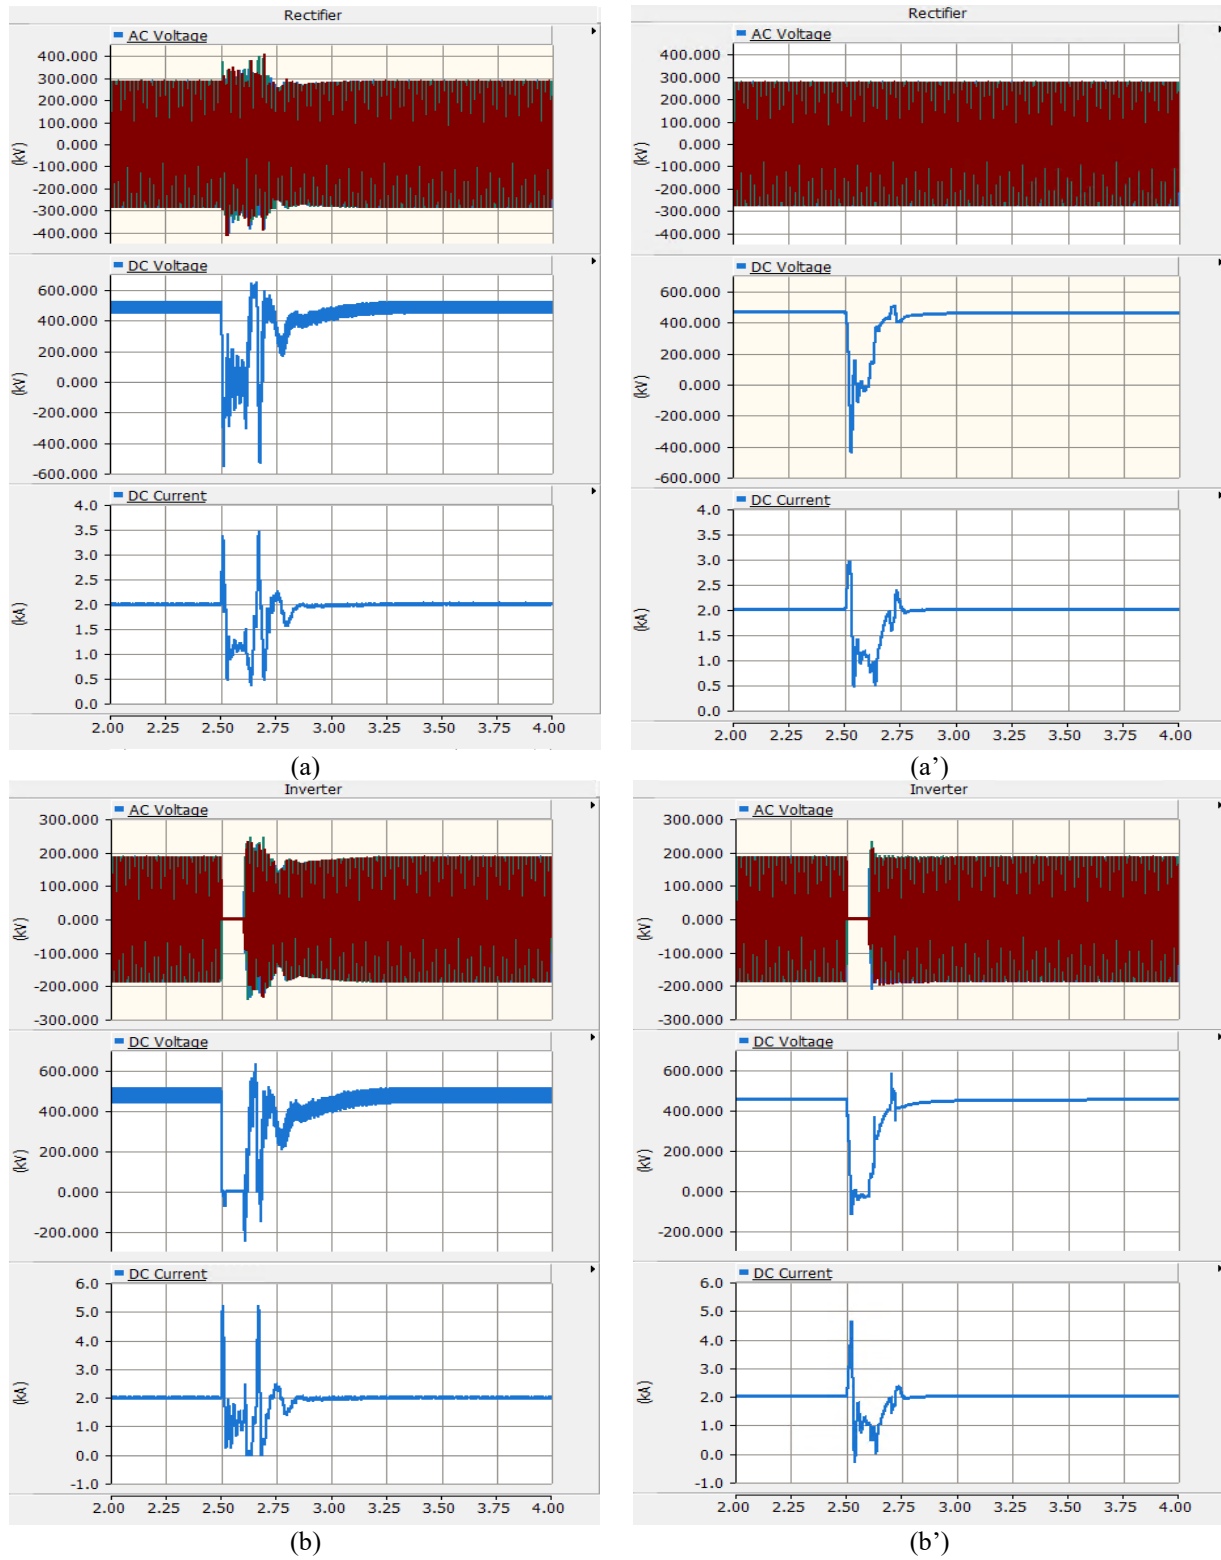 Rectifier
AC Voltage
400.000
300.000
200.000
100.000
0.000
-100.000
-200.000
-300.000
-400.000
(kV)
DC Voltage
600.000
400.000
200.000
0.000
-200.000
-400.000
-600.000
(kV)
DC Current
4.0
3.5
3.0
2.5
2.0
1.5
1.0
0.5
0.0
(kA)
2.00 2.25 2.50 2.75 3.00 3.25 3.50 3.75 4.00
(a)
Rectifier
AC Voltage
400.000
300.000
200.000
100.000
0.000
-100.000
-200.000
-300.000
-400.000
(kV)
DC Voltage
600.000
400.000
200.000
0.000
-200.000
-400.000
-600.000
(kV)
DC Current
4.0
3.5
3.0
2.5
2.0
1.5
1.0
0.5
0.0
(kA)
2.00 2.25 2.50 2.75 3.00 3.25 3.50 3.75 4.00
(a’)
Inverter
AC Voltage
300.000
200.000
100.000
0.000
-100.000
-200.000
-300.000
(kV)
DC Voltage
600.000
400.000
200.000
0.000
-200.000
(kV)
DC Current
6.0
5.0
4.0
3.0
2.0
1.0
0.0
-1.0
(kA)
2.00 2.25 2.50 2.75 3.00 3.25 3.50 3.75 4.00
(b)
Inverter
AC Voltage
300.000
200.000
100.000
0.000
-100.000
-200.000
-300.000
(kV)
DC Voltage
600.000
400.000
200.000
0.000
-200.000
(kV)
DC Current
6.0
5.0
4.0
3.0
2.0
1.0
0.0
-1.0
(kA)
2.00 2.25 2.50 2.75 3.00 3.25 3.50 3.75 4.00
(b’)